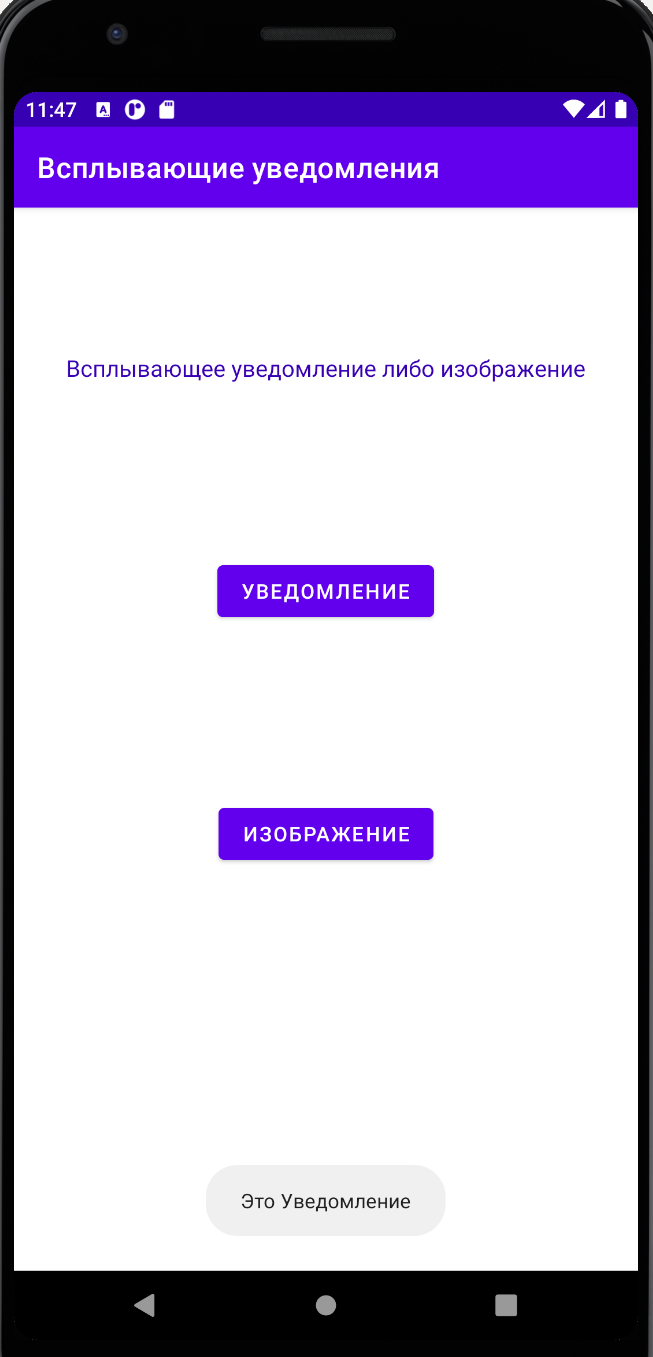 11:47
Всплывающие уведомления
Всплывающее уведомление либо изображение
УВЕДОМЛЕНИЕ
ИЗОБРАЖЕНИЕ
Это Уведомление